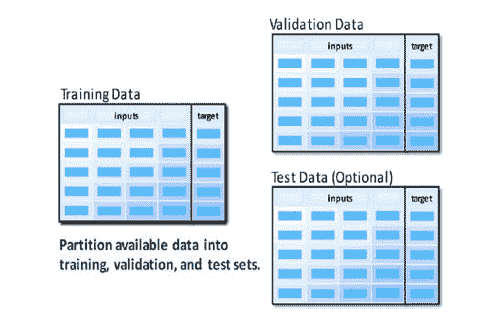 Validation Data
inputs target
Training Data
inputs target
Test Data (Optional)
inputs target
Partition available data into
training, validation, and test sets.